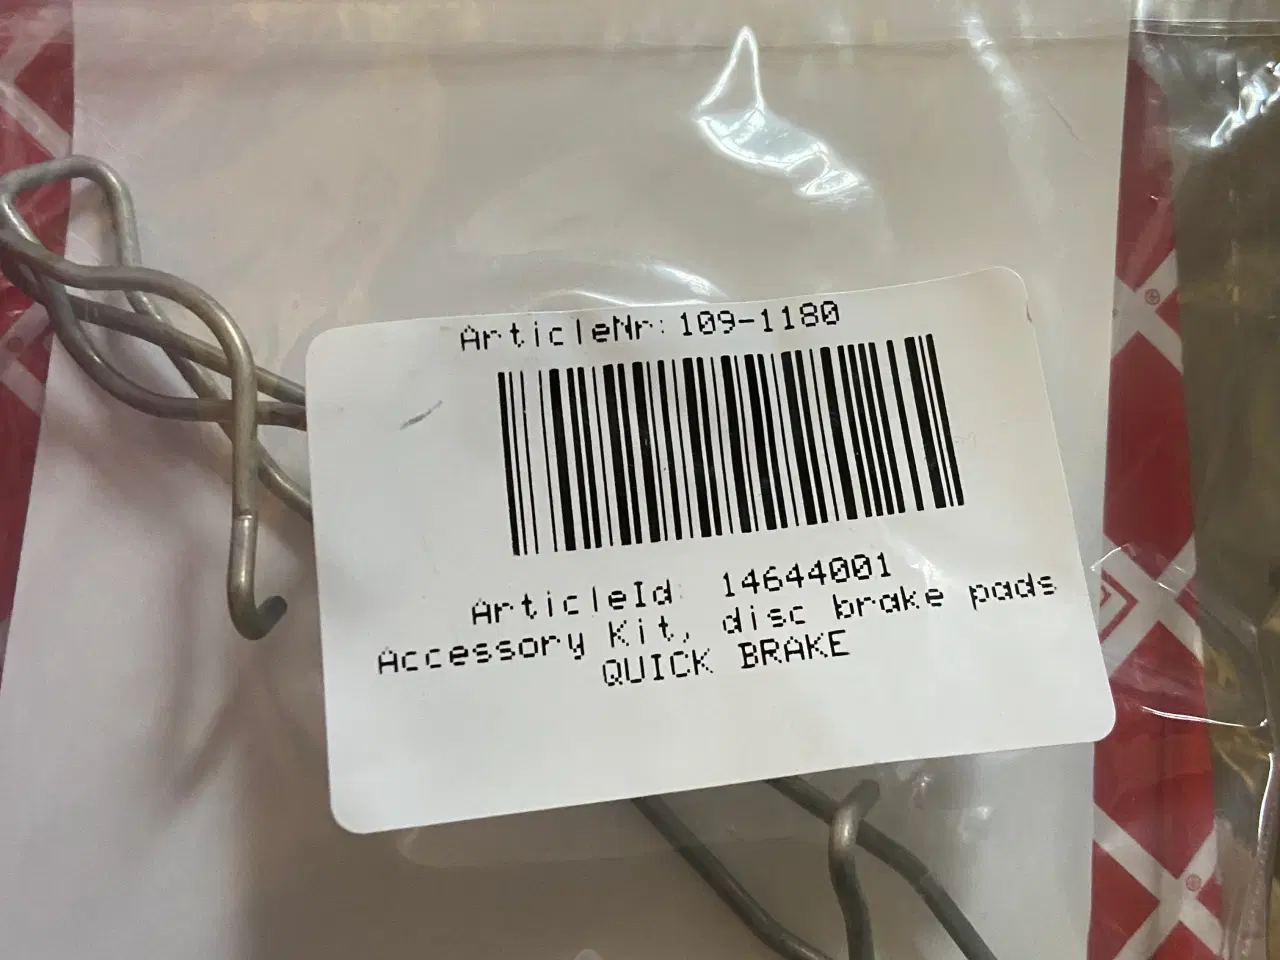 ArticleNr: 109-1180
ArticleId: 14644001
Accessory Kit, disc brake pads
QUICK BRAKE